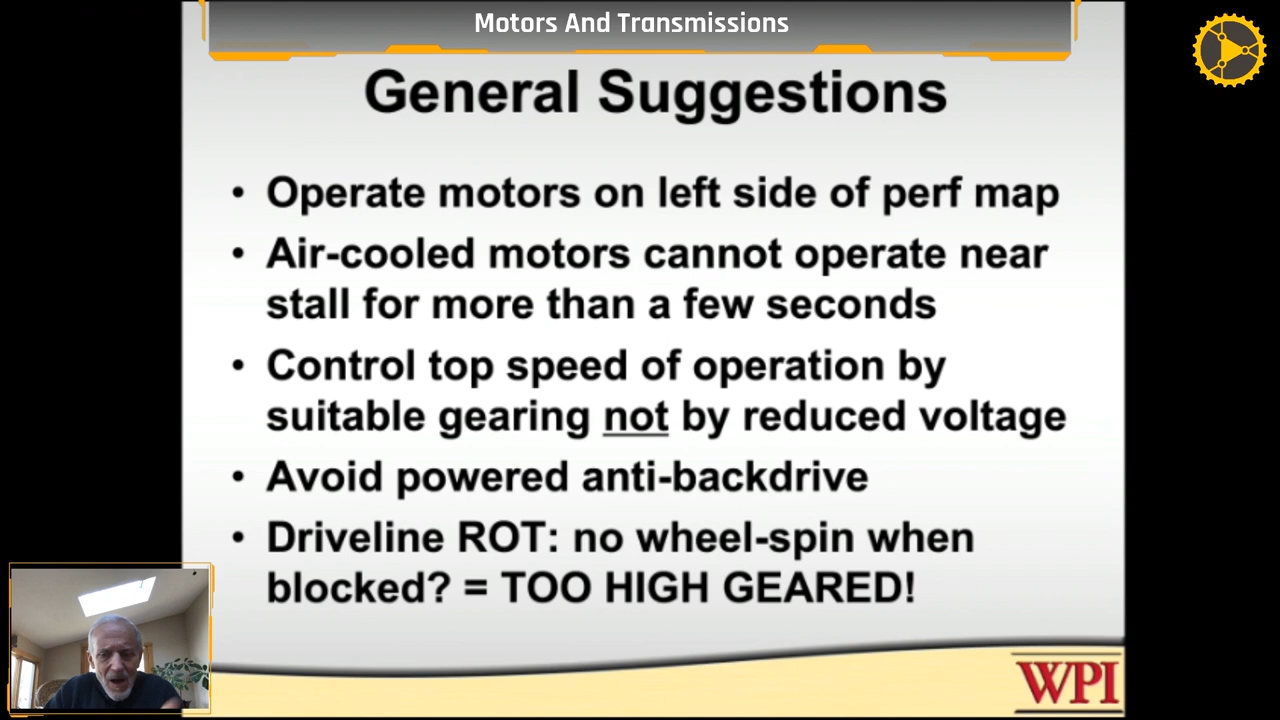 Motors And Transmissions
General Suggestions
• Operate motors on left side of perf map
• Air-cooled motors cannot operate near
stall for more than a few seconds
• Control top speed of operation by
suitable gearing not by reduced voltage
• Avoid powered anti-backdrive
• Driveline ROT: no wheel-spin when
blocked? = TOO HIGH GEARED!
WPI